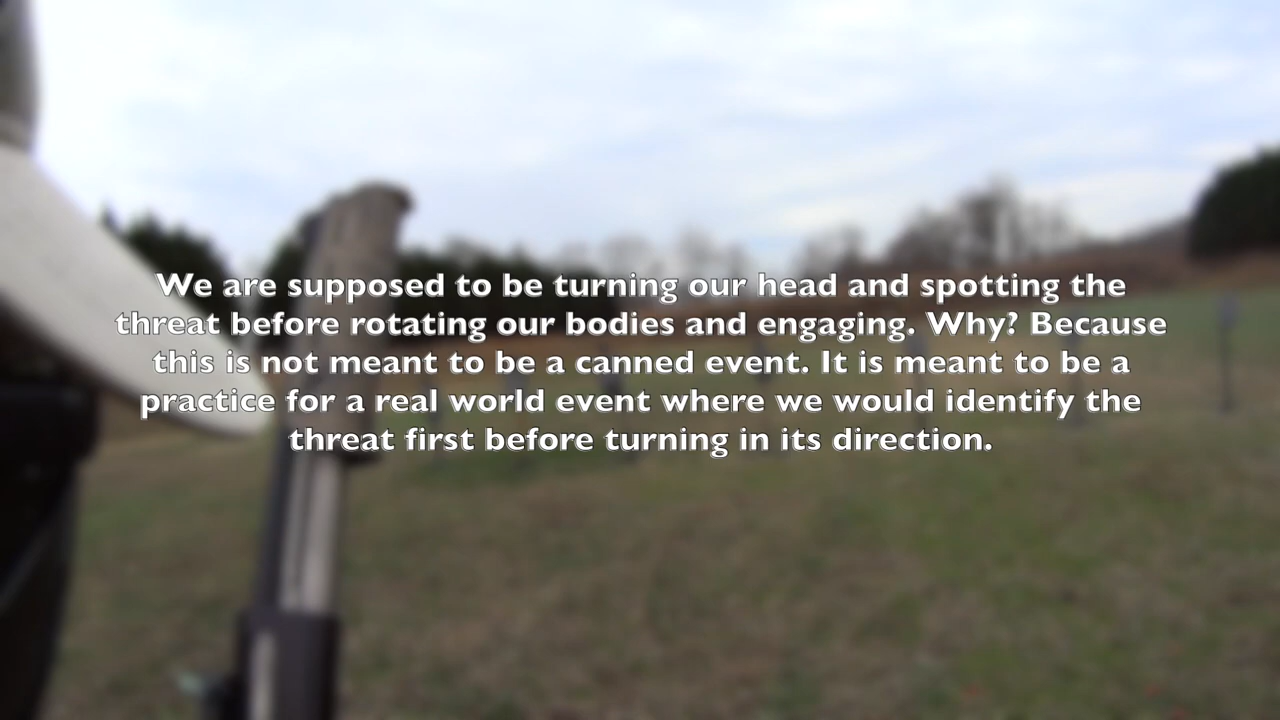 We are supposed to be turning our head and spotting the
threat before rotating our bodies and engaging. Why? Because
this is not meant to be a canned event. It is meant to be a
practice for a real world event where we would identify the
threat first before turning in its direction.